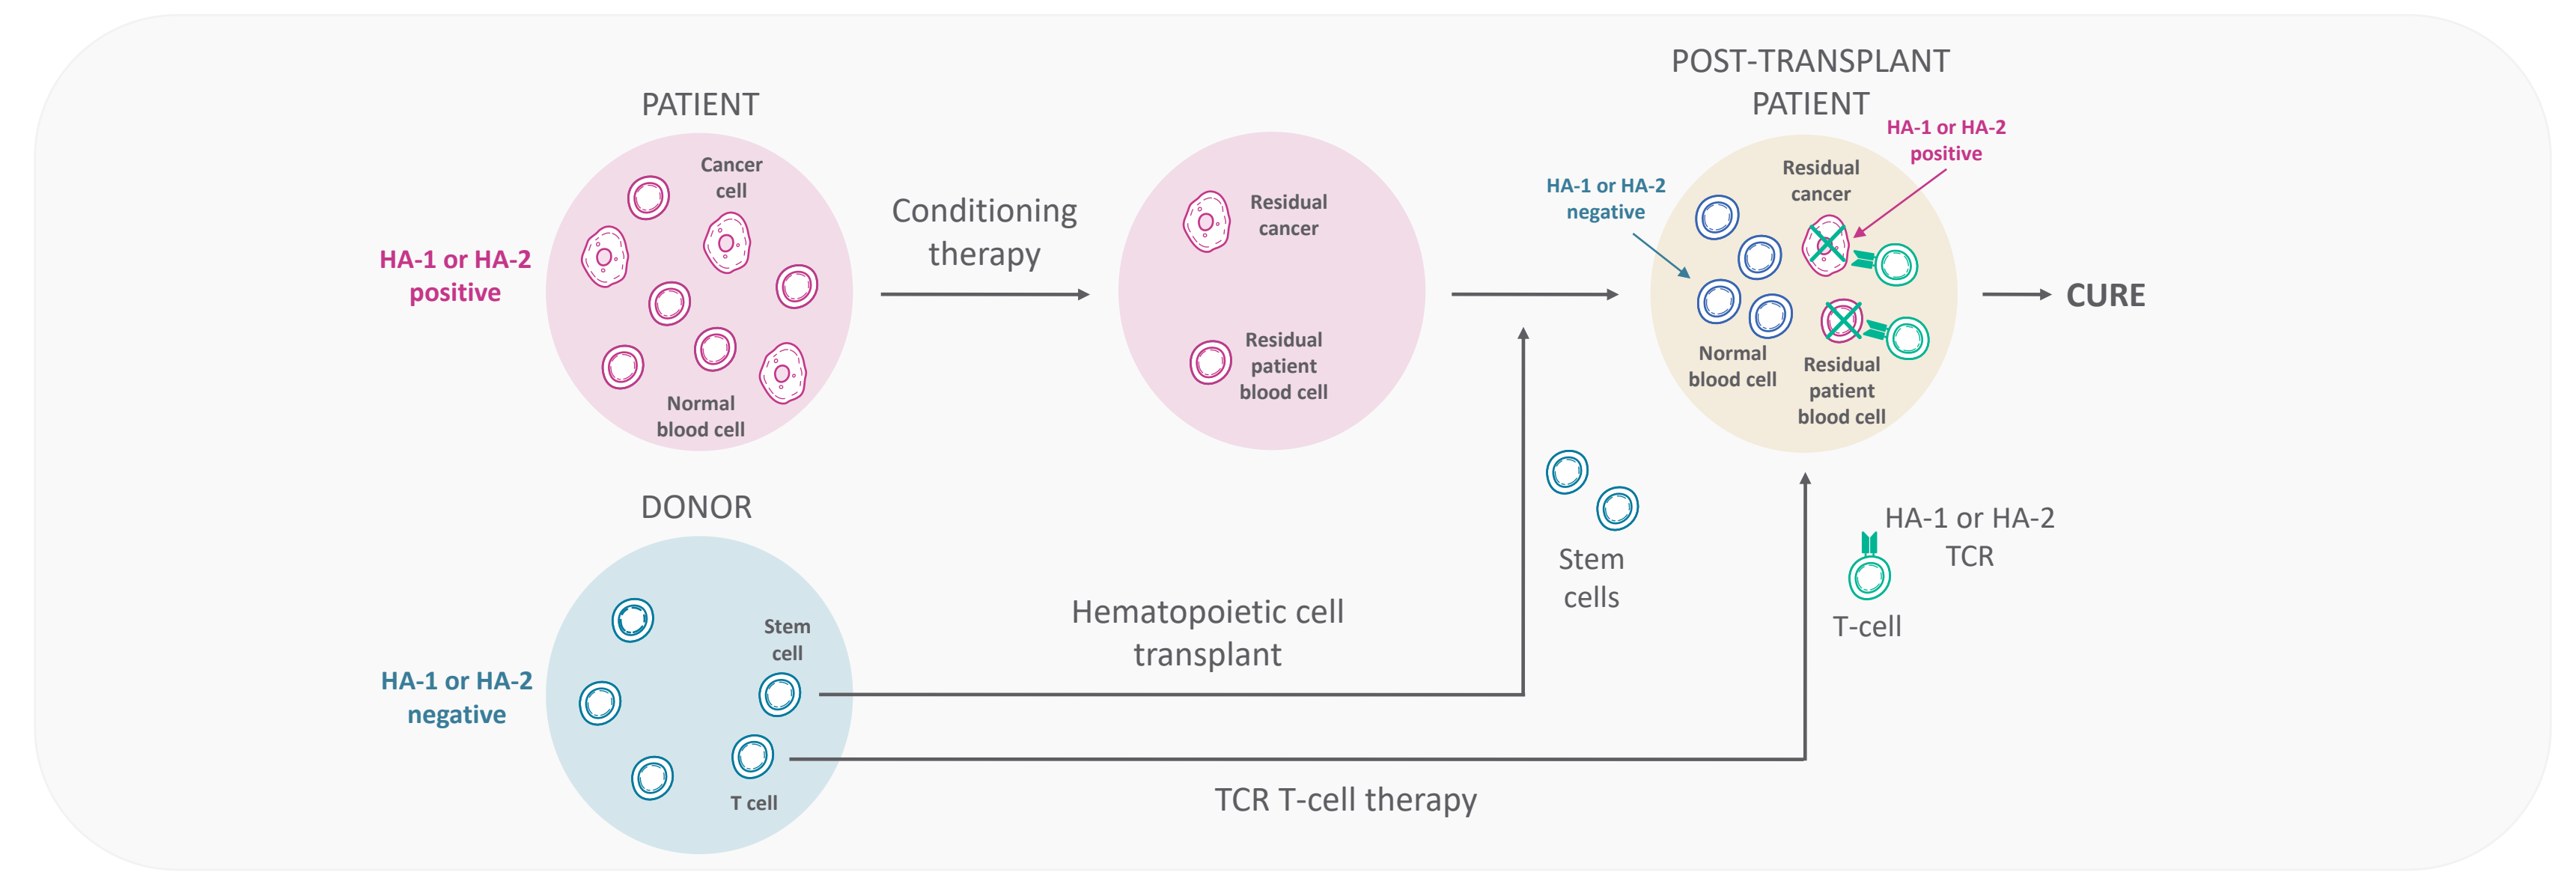 PATIENT
Cancer
cell
HA-1 or HA-2
positive
Normal
blood cell
Conditioning
therapy
Residual
cancer
Residual
patient
blood cell
POST-TRANSPLANT
PATIENT
HA-1 or HA-2
positive
HA-1 or HA-2
negative
Residual
cancer
Normal
blood cell
Residual
patient
blood cell
CURE
DONOR
HA-1 or HA-2
negative
Stem
cell
T cell
Hematopoietic cell
transplant
Stem
cells
HA-1 or HA-2
TCR
T-cell
TCR T-cell therapy